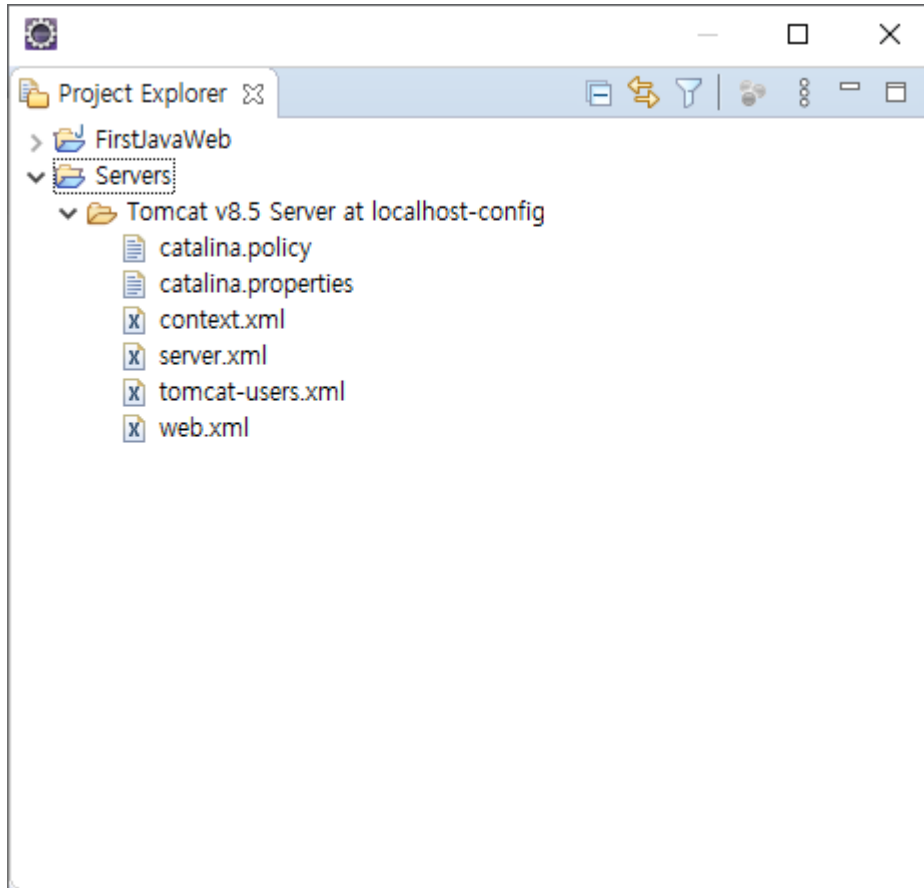 Project Explorer
FirstJavaWeb
Servers
Tomcat v8.5 Server at localhost-config
catalina.policy
catalina.properties
context.xml
server.xml
tomcat-users.xml
web.xml